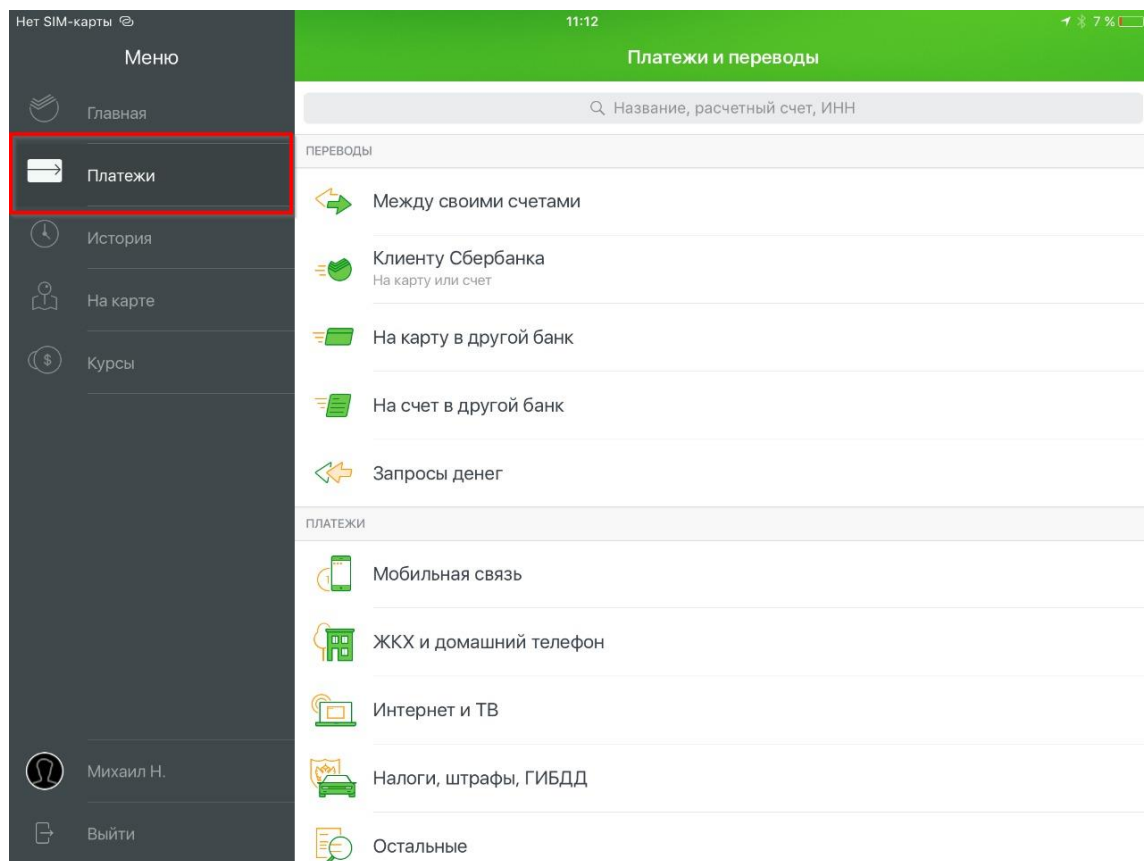 Нет SIM-карты
11:12
7 %
Меню
Платежи и переводы
Главная
Платежи
История
На карте
$
Курсы
Михаил Н.
Выйти
Название, расчетный счет, ИНН
ПЕРЕВОДЫ
Между своими счетами
Клиенту Сбербанка
На карту или счет
На карту в другой банк
На счет в другой банк
Запросы денег
ПЛАТЕЖИ
1
Мобильная связь
ЖКХ и домашний телефон
Интернет и ТВ
Налоги, штрафы, ГИБДД
Остальные